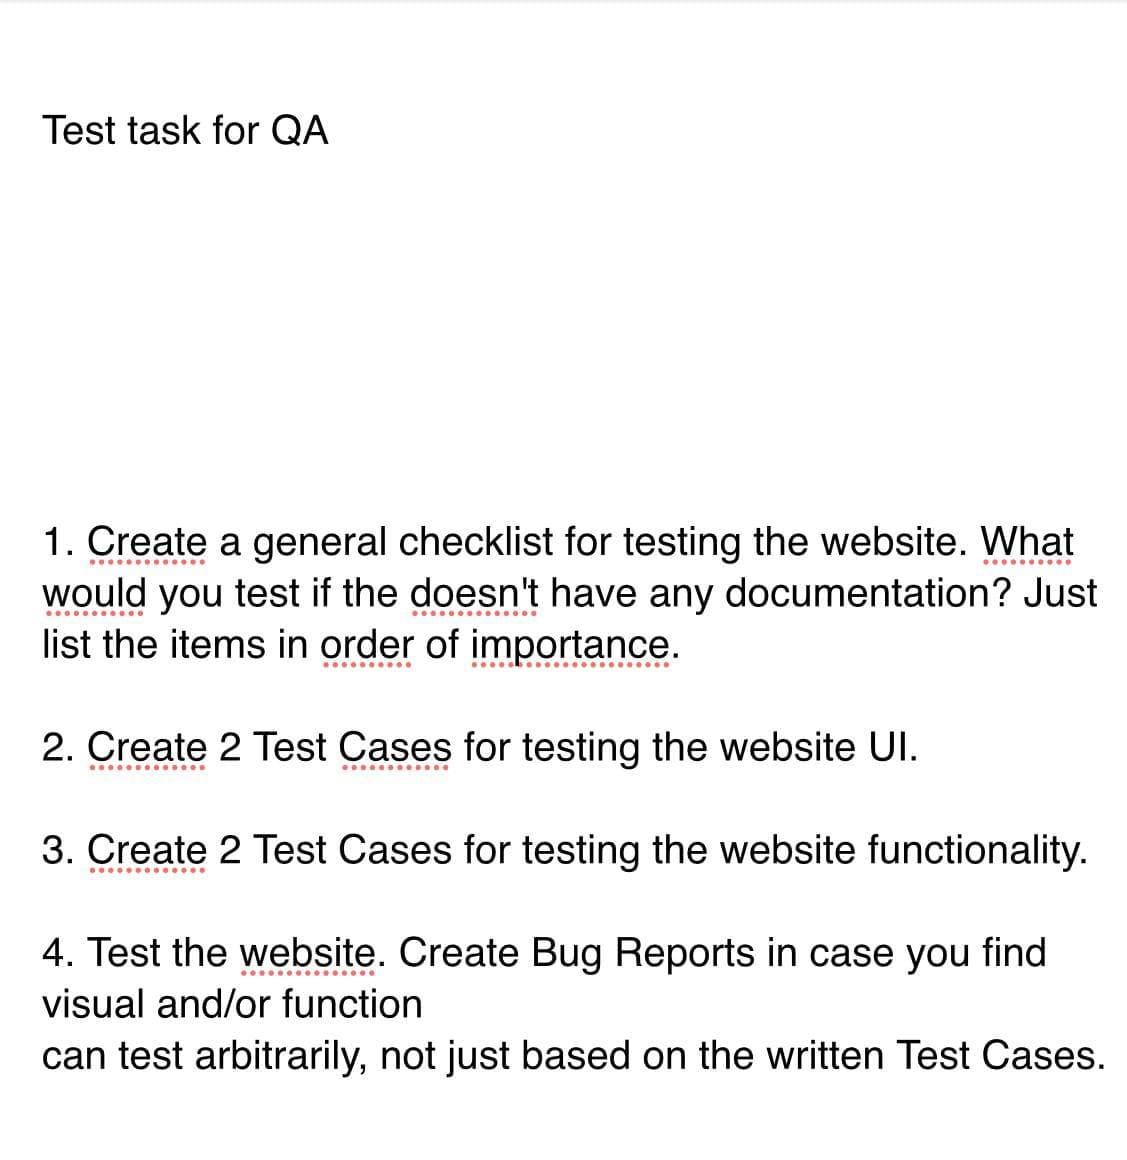 Test task for QA
1. Create a general checklist for testing the website. What
would you test if the doesn't have any documentation? Just
list the items in order of importance.
2. Create 2 Test Cases for testing the website UI.
3. Create 2 Test Cases for testing the website functionality.
4. Test the website. Create Bug Reports in case you find
visual and/or function
can test arbitrarily, not just based on the written Test Cases.